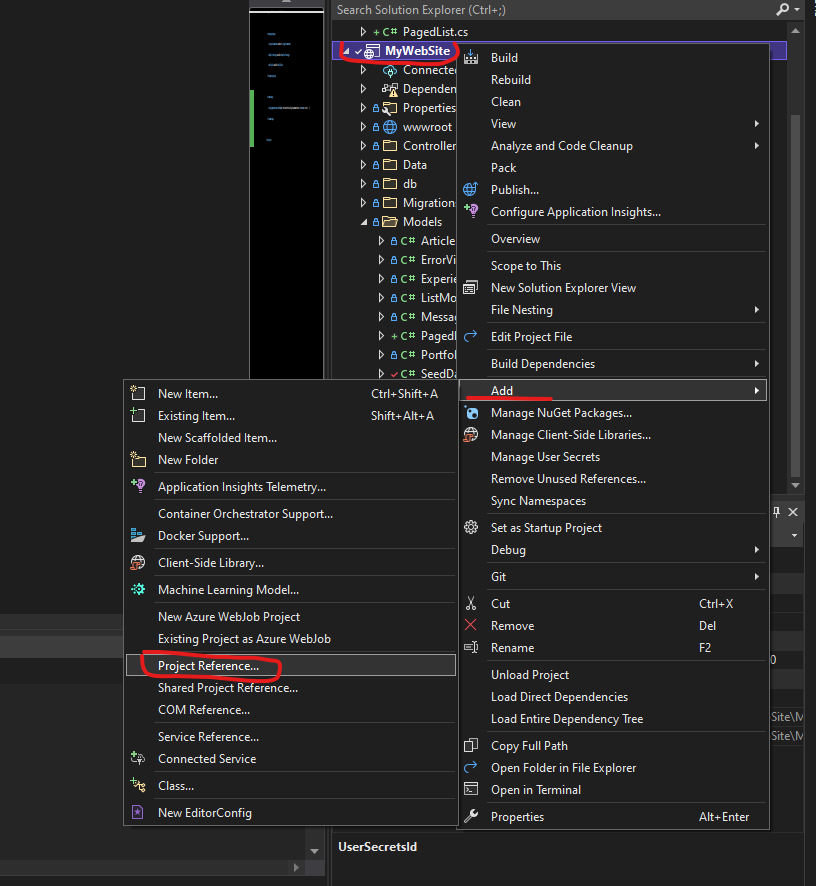 Search Solution Explorer (Ctrl+;)
+ C# PagedList.cs
MyWebSite
Connected
Dependen
Properties
wwwroot
Controller
Data
db
Migration
Models
C# Article
C# ErrorVi
C# Experie
C# ListMo
C# Messag
+ C# PagedL
C# Portfol
C# SeedDa
Build
Rebuild
Clean
View
Analyze and Code Cleanup
Pack
Publish...
Configure Application Insights...
Overview
Scope to This
New Solution Explorer View
File Nesting
Edit Project File
Build Dependencies
Add
Manage NuGet Packages...
Manage Client-Side Libraries...
Manage User Secrets
Remove Unused References...
Sync Namespaces
Set as Startup Project
Debug
Git
Cut Ctrl+X
Remove Del
Rename F2
Unload Project
Load Direct Dependencies
Load Entire Dependency Tree
Copy Full Path
Open Folder in File Explorer
Open in Terminal
Properties Alt+Enter
New Item... Ctrl+Shift+A
Existing Item... Shift+Alt+A
New Scaffolded Item...
New Folder
Application Insights Telemetry...
Container Orchestrator Support...
Docker Support...
Client-Side Library...
Machine Learning Model...
New Azure WebJob Project
Existing Project as Azure WebJob
Project Reference...
Shared Project Reference...
COM Reference...
Service Reference...
Connected Service
Class...
New EditorConfig
0
Site\M
Site\M
UserSecretsId